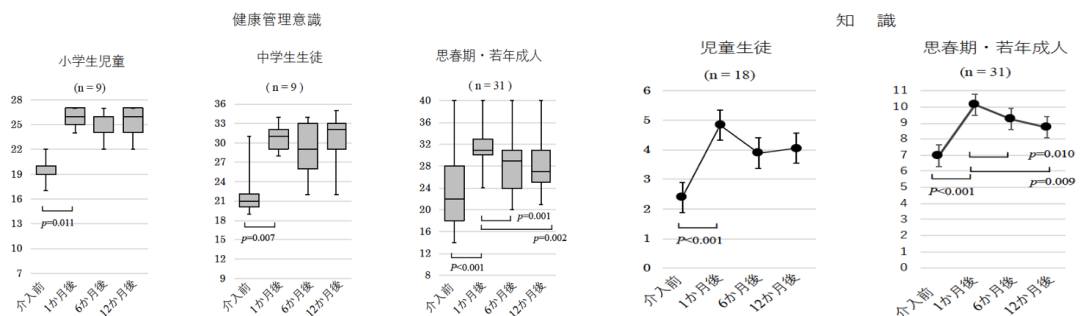 健康管理意識
知　識
小学生児童
(n = 9)
28
25
22
19
16
13
10
7
p=0.011
介入前
1か月後
6か月後
12か月後
中学生生徒
( n = 9 )
36
33
30
27
24
21
18
15
12
9
p=0.007
介入前
1か月後
6か月後
12か月後
思春期・若年成人
( n = 31)
40
36
32
28
24
20
16
12
8
p=0.001
p=0.002
P<0.001
介入前
1か月後
6か月後
12か月後
児童生徒
(n = 18)
6
5
4
3
2
1
0
P<0.001
介入前
1か月後
6か月後
12か月後
思春期・若年成人
(n = 31)
11
10
9
8
7
6
5
4
3
2
1
0
p=0.010
P<0.001
p=0.009
介入前
1か月後
6か月後
12か月後